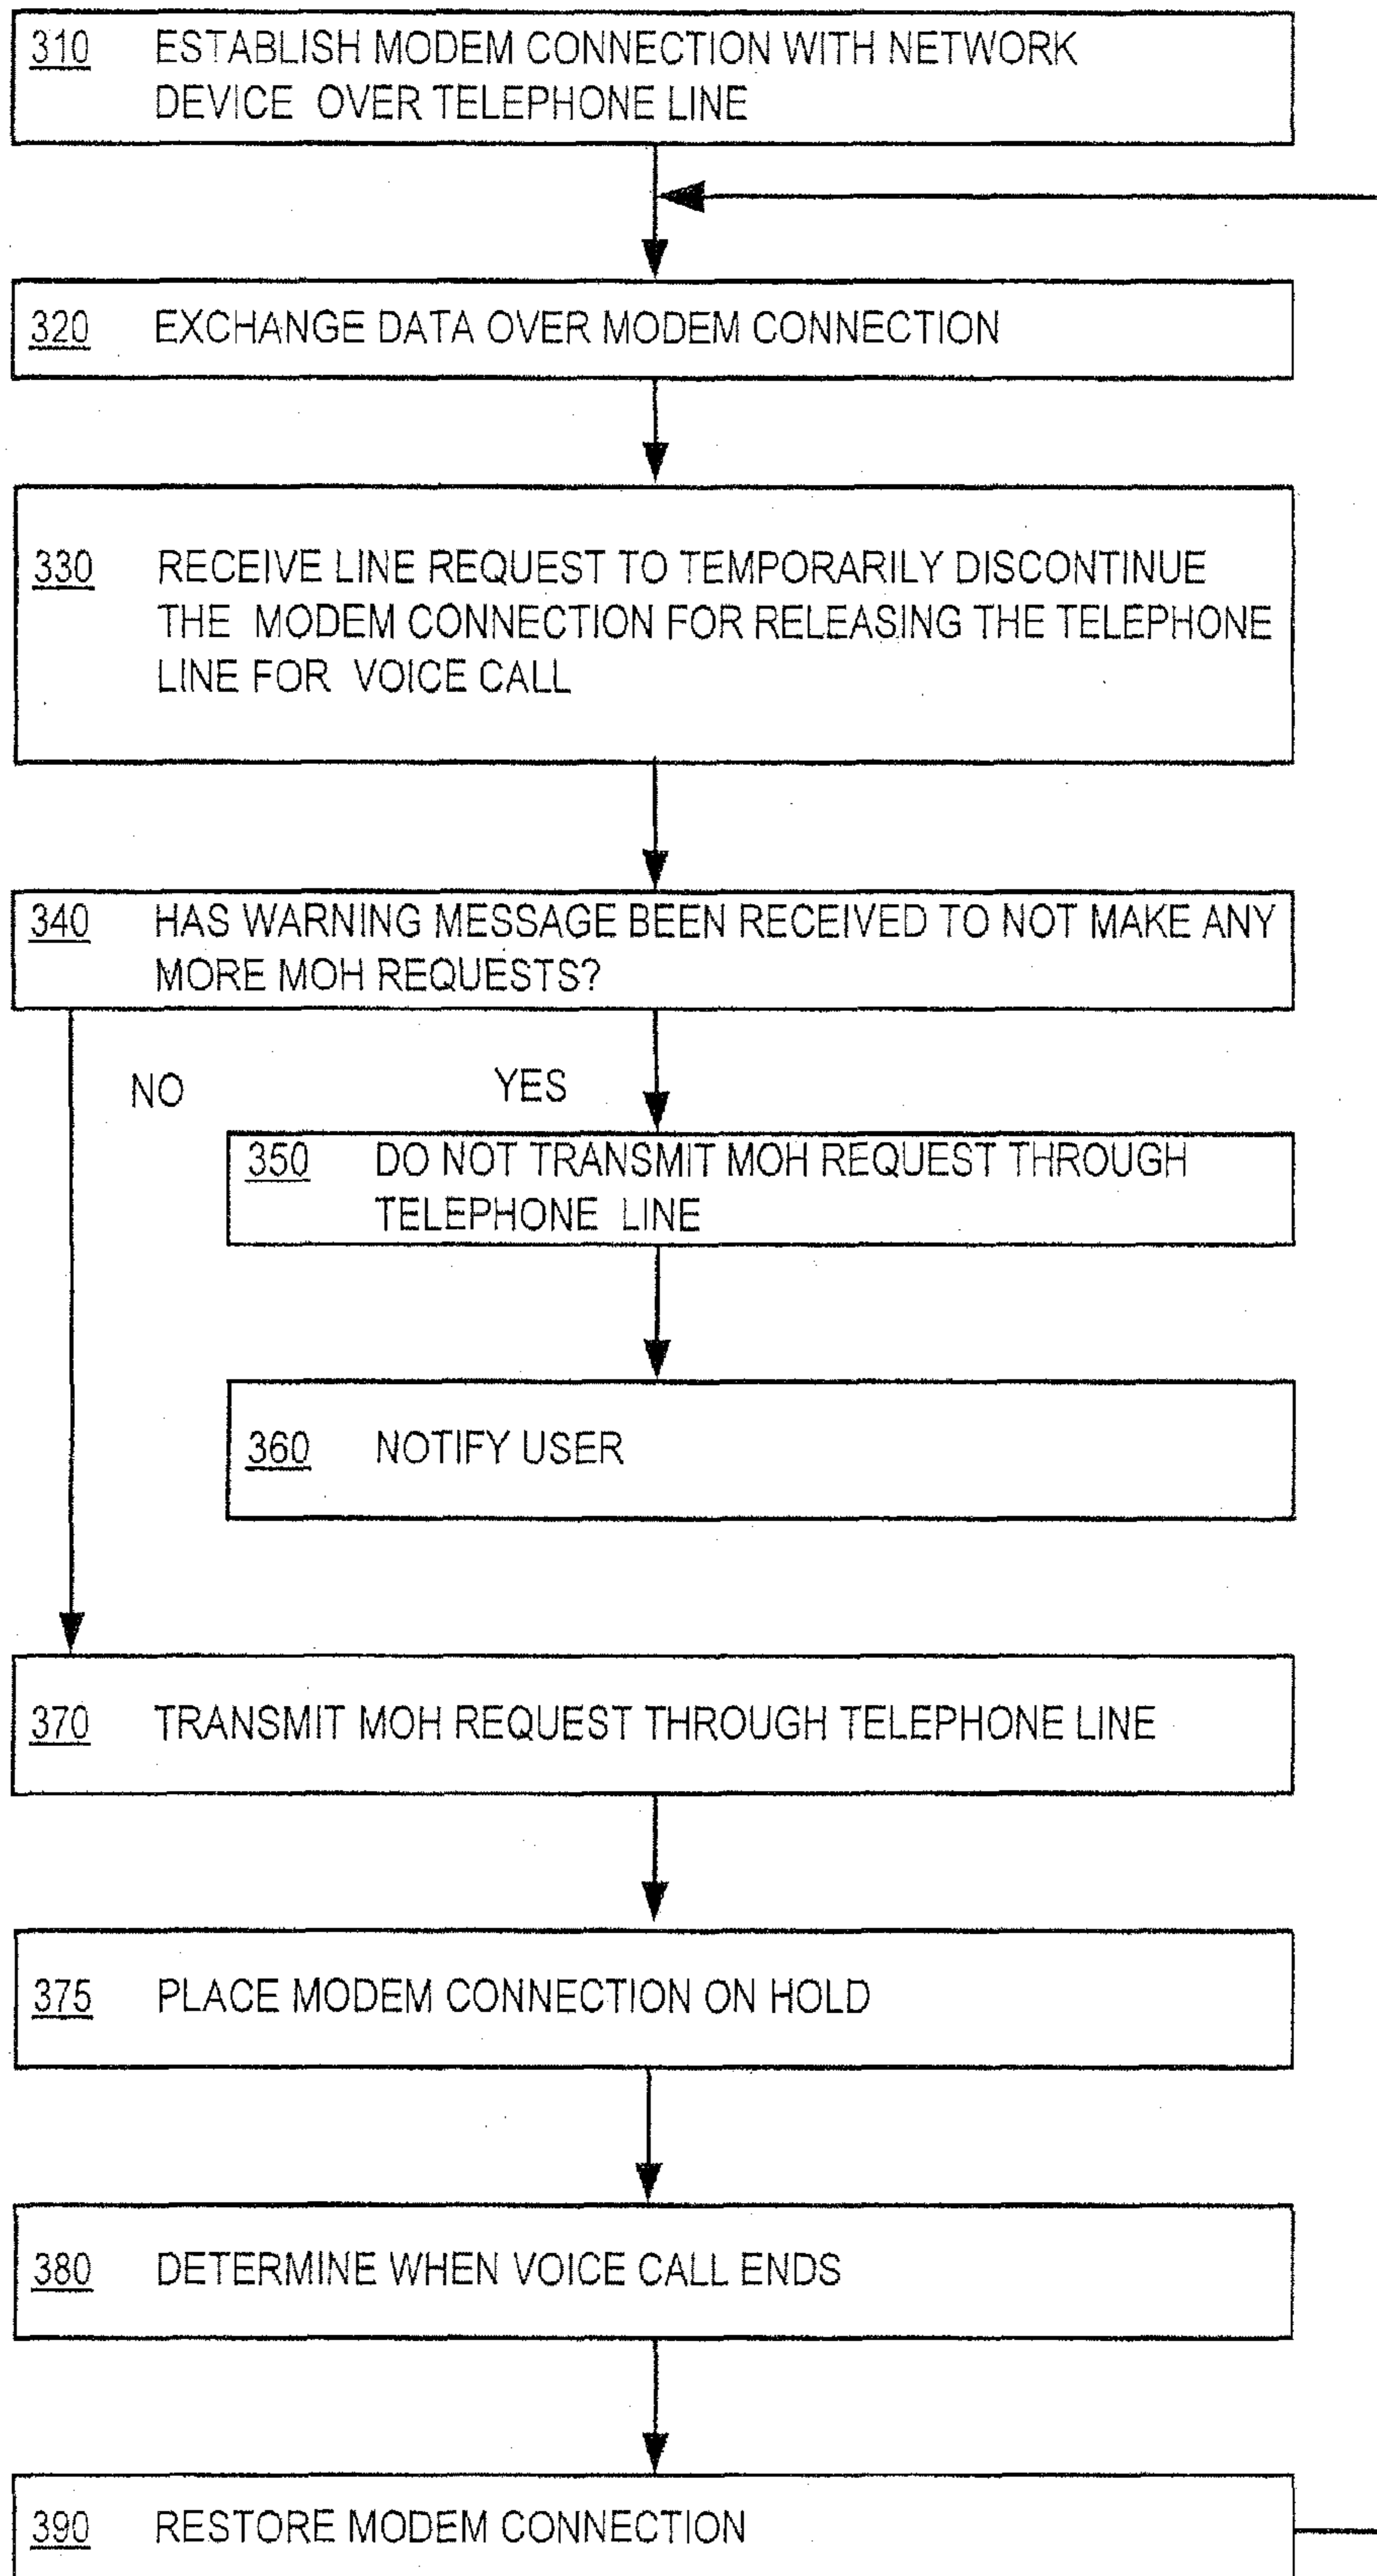 310 ESTABLISH MODEM CONNECTION WITH NETWORK
DEVICE OVER TELEPHONE LINE
320 EXCHANGE DATA OVER MODEM CONNECTION
330 RECEIVE LINE REQUEST TO TEMPORARILY DISCONTINUE
THE MODEM CONNECTION FOR RELEASING THE TELEPHONE
LINE FOR VOICE CALL
340 HAS WARNING MESSAGE BEEN RECEIVED TO NOT MAKE ANY
MORE MOH REQUESTS?
NO YES
350 DO NOT TRANSMIT MOH REQUEST THROUGH
TELEPHONE LINE
360 NOTIFY USER
370 TRANSMIT MOH REQUEST THROUGH TELEPHONE LINE
375 PLACE MODEM CONNECTION ON HOLD
380 DETERMINE WHEN VOICE CALL ENDS
390 RESTORE MODEM CONNECTION